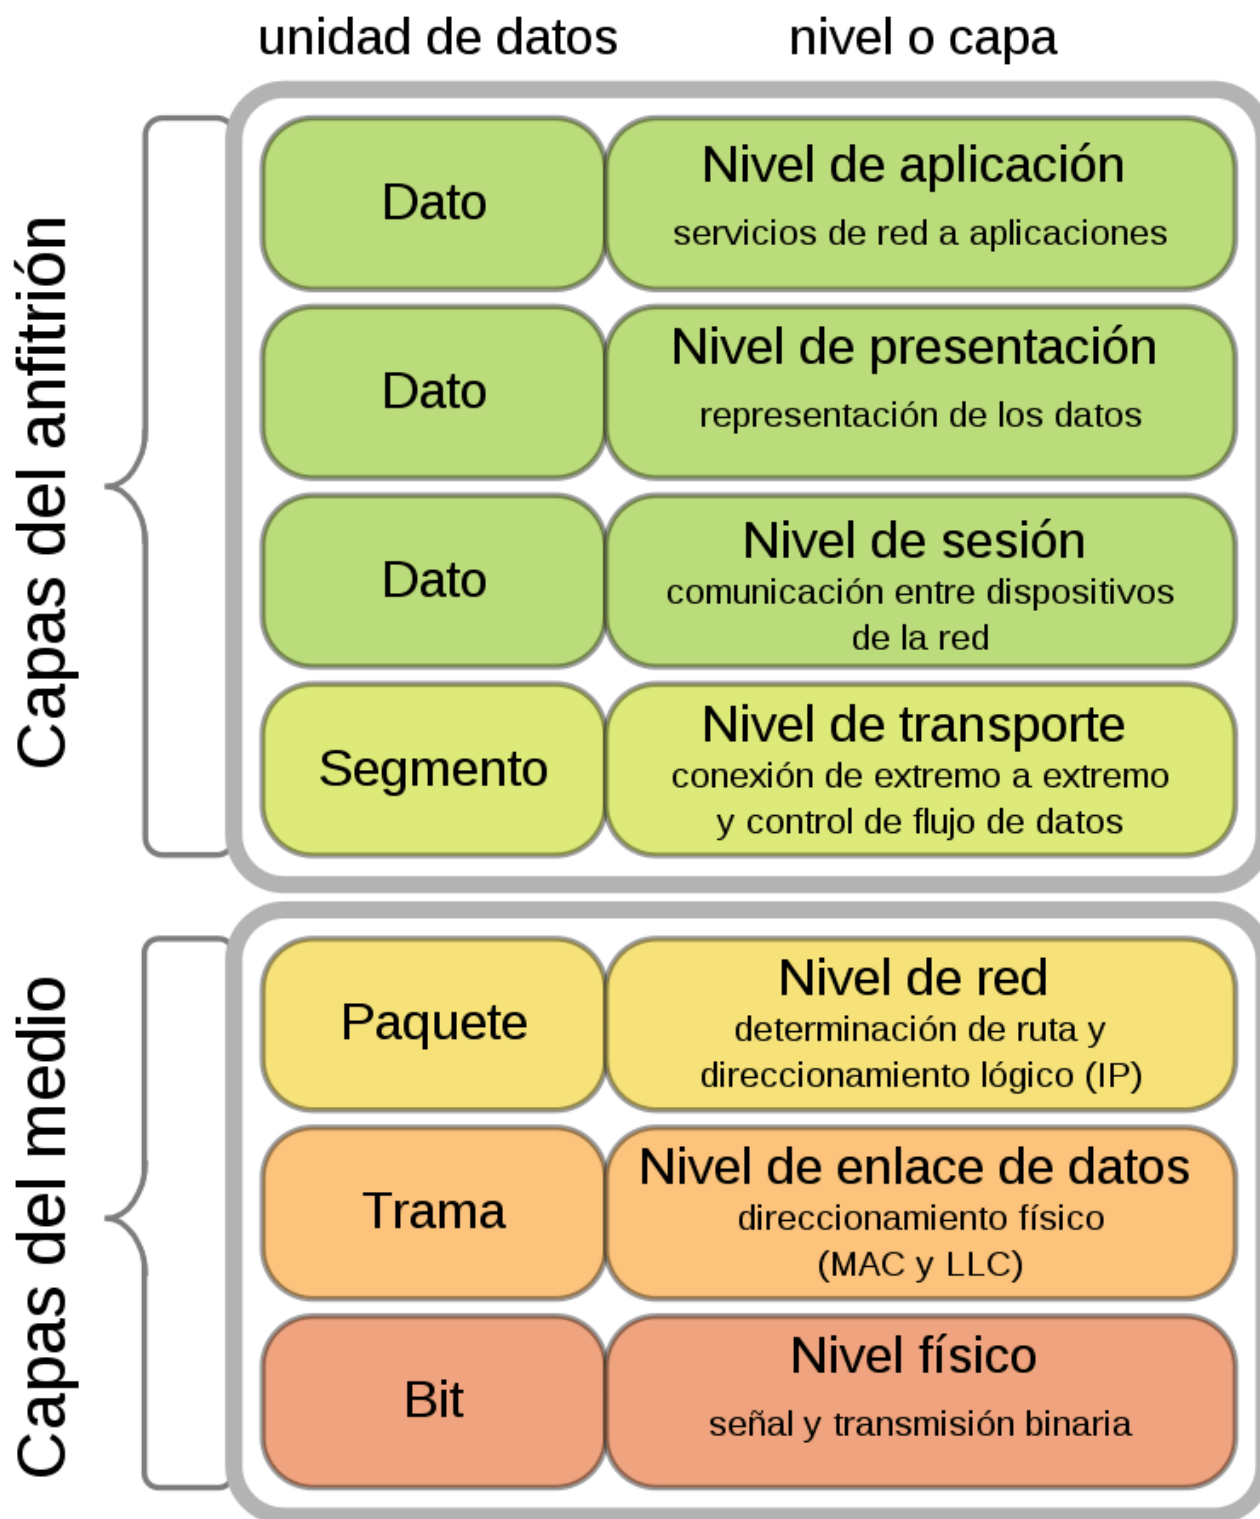 unidad de datos
nivel o capa
Capas del anfitrión
Dato
Nivel de aplicación
servicios de red a aplicaciones
Dato
Nivel de presentación
representación de los datos
Dato
Nivel de sesión
comunicación entre dispositivos
de la red
Segmento
Nivel de transporte
conexión de extremo a extremo
y control de flujo de datos
Capas del medio
Paquete
Nivel de red
determinación de ruta y
direccionamiento lógico (IP)
Trama
Nivel de enlace de datos
direccionamiento físico
(MAC y LLC)
Bit
Nivel físico
señal y transmisión binaria